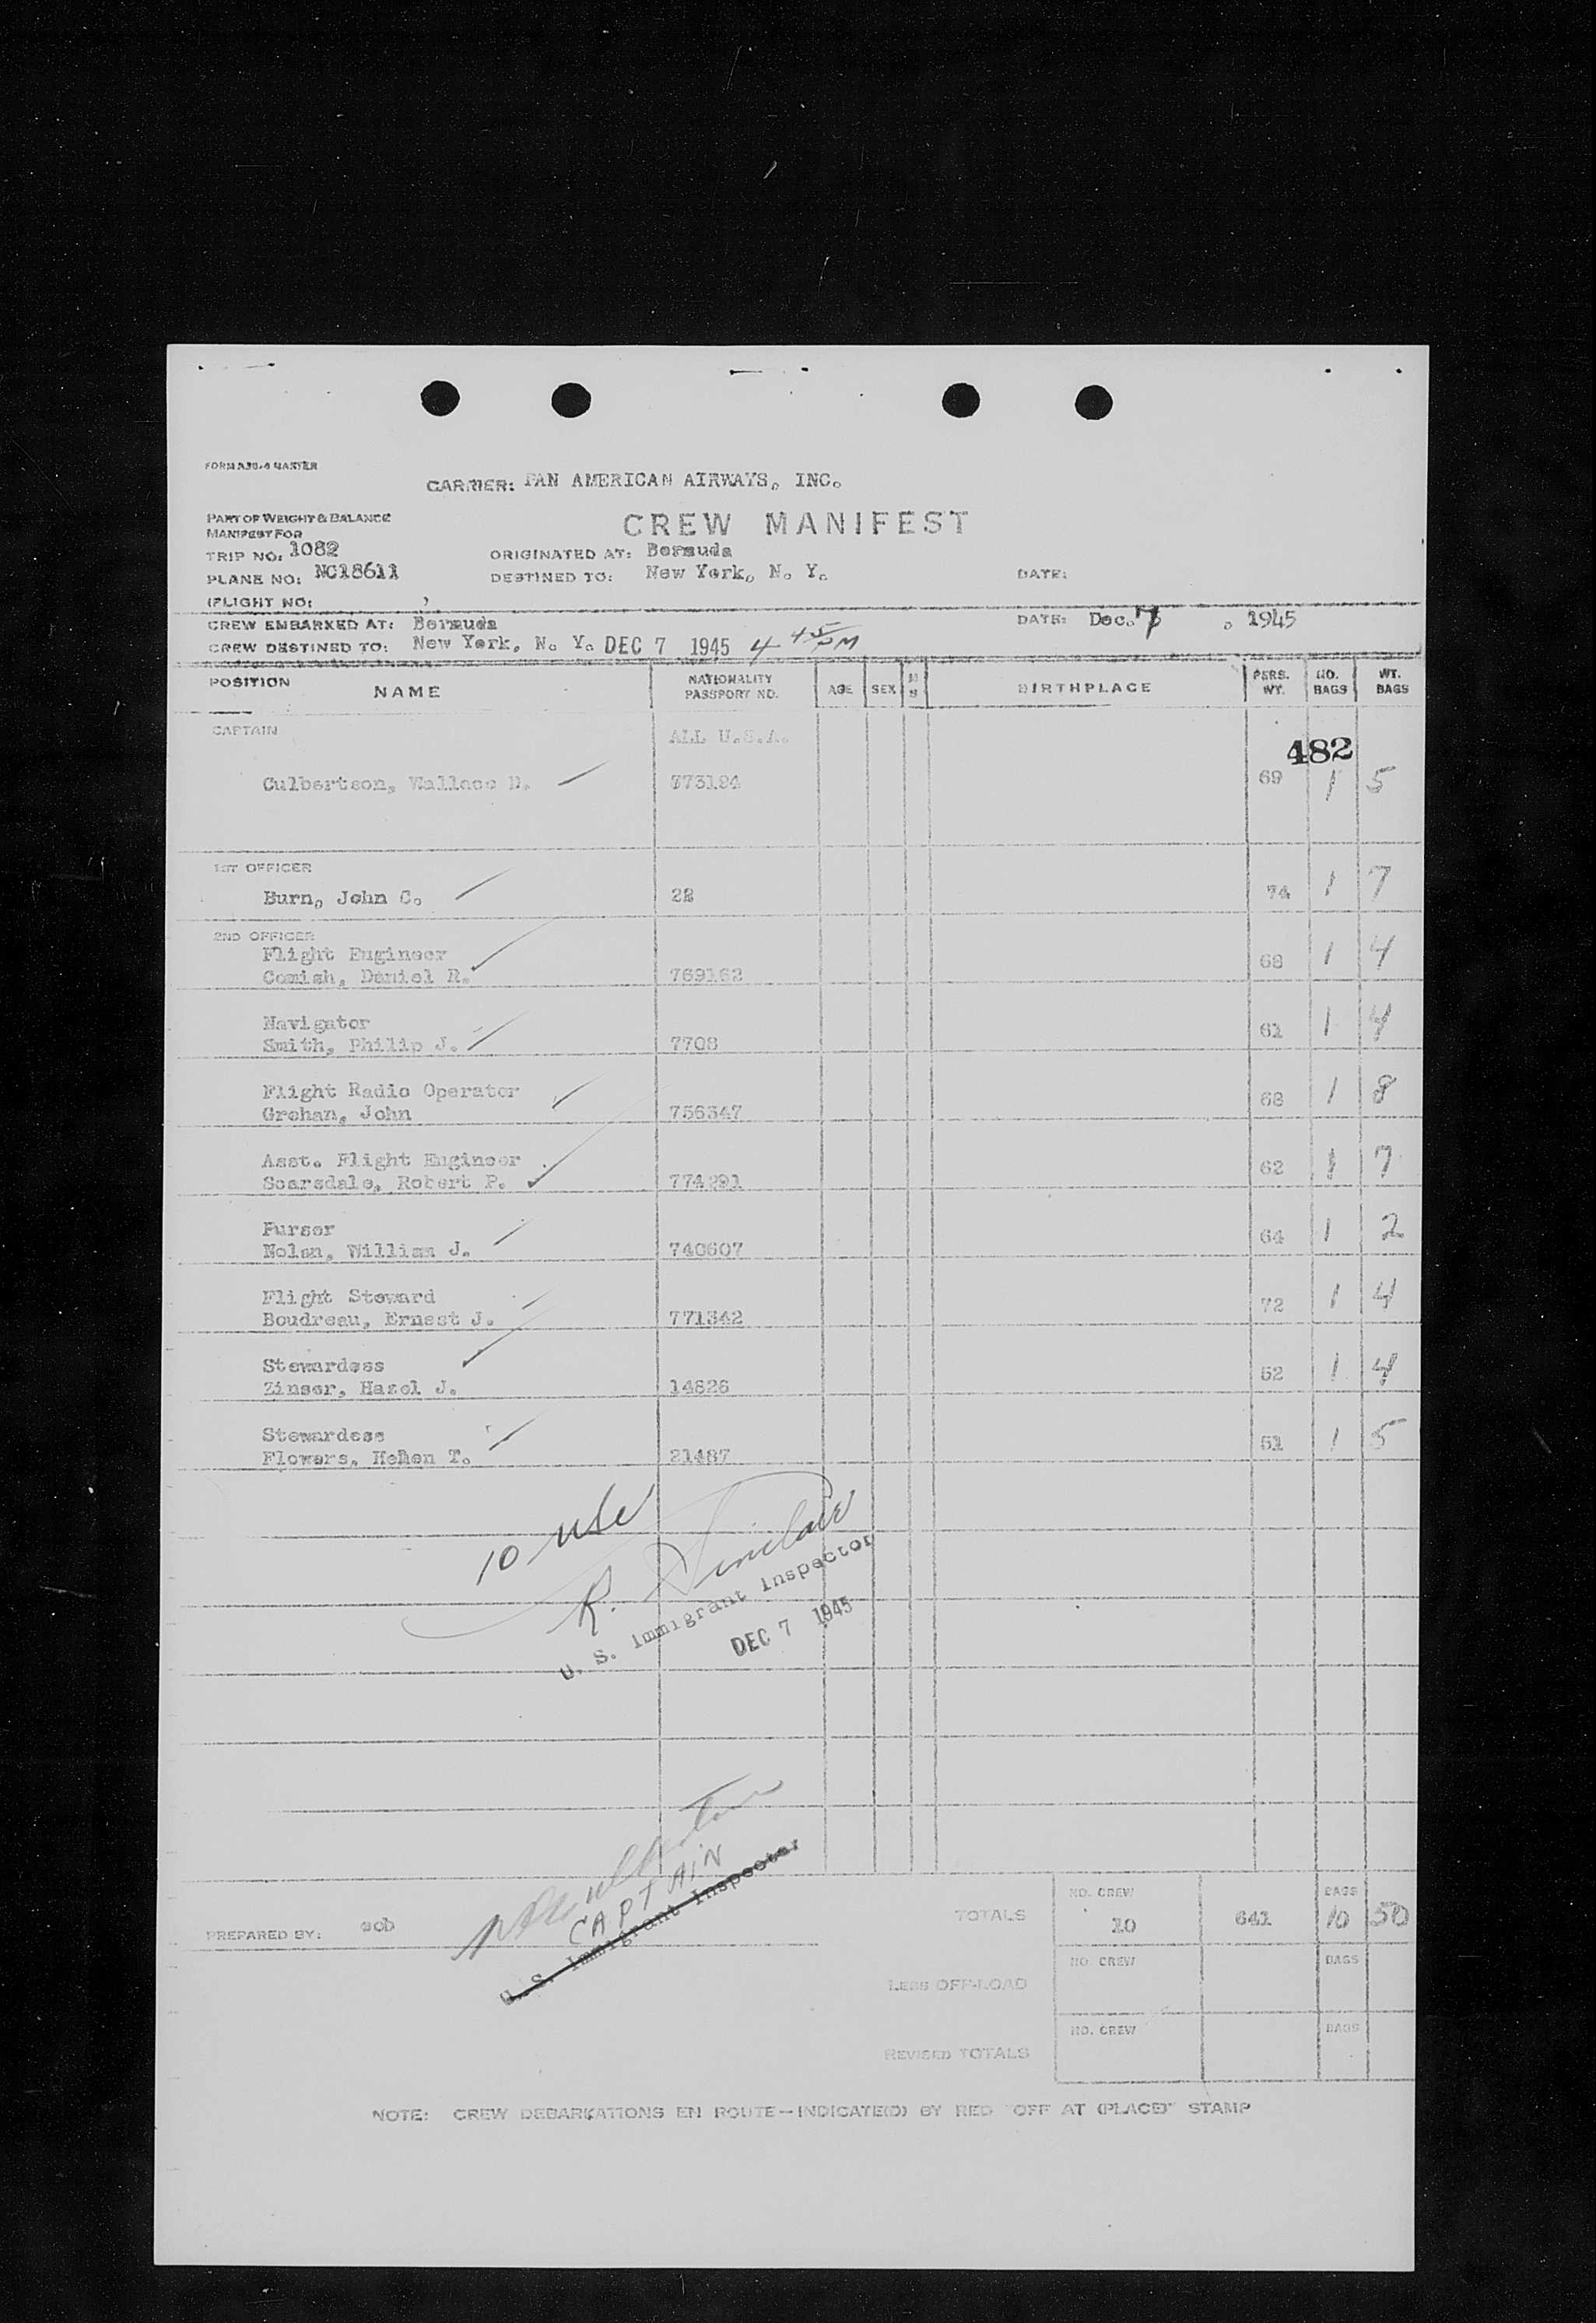 FORM A30-4 MASTER
CARRIER: PAN AMERICAN AIRWAYS, INC.
PART OF WEIGHT & BALANCE
MANIFEST FOR
CREW MANIFEST
TRIP NO: 1082 ORIGINATED AT: Bermuda
PLANE NO: NC18611 DESTINED TO: New York, N. Y. DATE:
(FLIGHT NO:
CREW EMBARKED AT: Bermuda DATE: Dec. 7, 1945
CREW DESTINED TO: New York, N. Y. DEC 7 1945 4 45 PM
POSITION NAME NATIONALITY PASSPORT NO. AGE SEX M S BIRTHPLACE PERS. WT. NO. BAGS WT. BAGS
CAPTAIN ALL U.S.A. 482
Culbertson, Wallace D. 773194 69 1 5
1ST OFFICER
Burn, John C. 22 74 1 7
2ND OFFICER
Flight Engineer
Comish, Daniel R. 769162 68 1 4
Navigator
Smith, Philip J. 7708 61 1 4
Flight Radio Operator
Grehan, John 756347 68 1 8
Asst. Flight Engineer
Scarsdale, Robert P. 774291 62 1 7
Purser
Nolan, William J. 740607 64 1 2
Flight Steward
Boudreau, Ernest J. 771342 72 1 4
Stewardess
Zinser, Hazel J. 14826 52 1 4
Stewardess
Flowers, Helen T. 21487 51 1 5
10 USC
R. Sinclair
U. S. Immigrant Inspector
DEC 7 1945
CAPTAIN
U. S. Immigrant Inspector
PREPARED BY: TOTALS NO. CREW 10 641 BAGS 10 50
LESS OFF-LOAD NO. CREW BAGS
REVISED TOTALS NO. CREW BAGS
NOTE: CREW DEBARKATIONS EN ROUTE—INDICATE(D) BY RED "OFF AT (PLACE)" STAMP